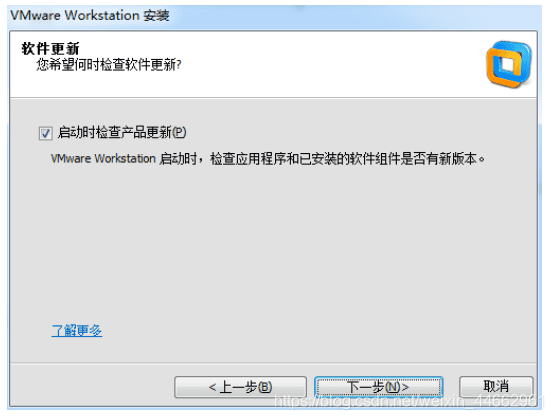 VMware Workstation 安装
软件更新
您希望何时检查软件更新?
启动时检查产品更新(P)
VMware Workstation 启动时，检查应用程序和已安装的软件组件是否有新版本。
了解更多
< 上一步(B)
下一步(N)>
取消
https://blog.csdn.net/weixin_44662901